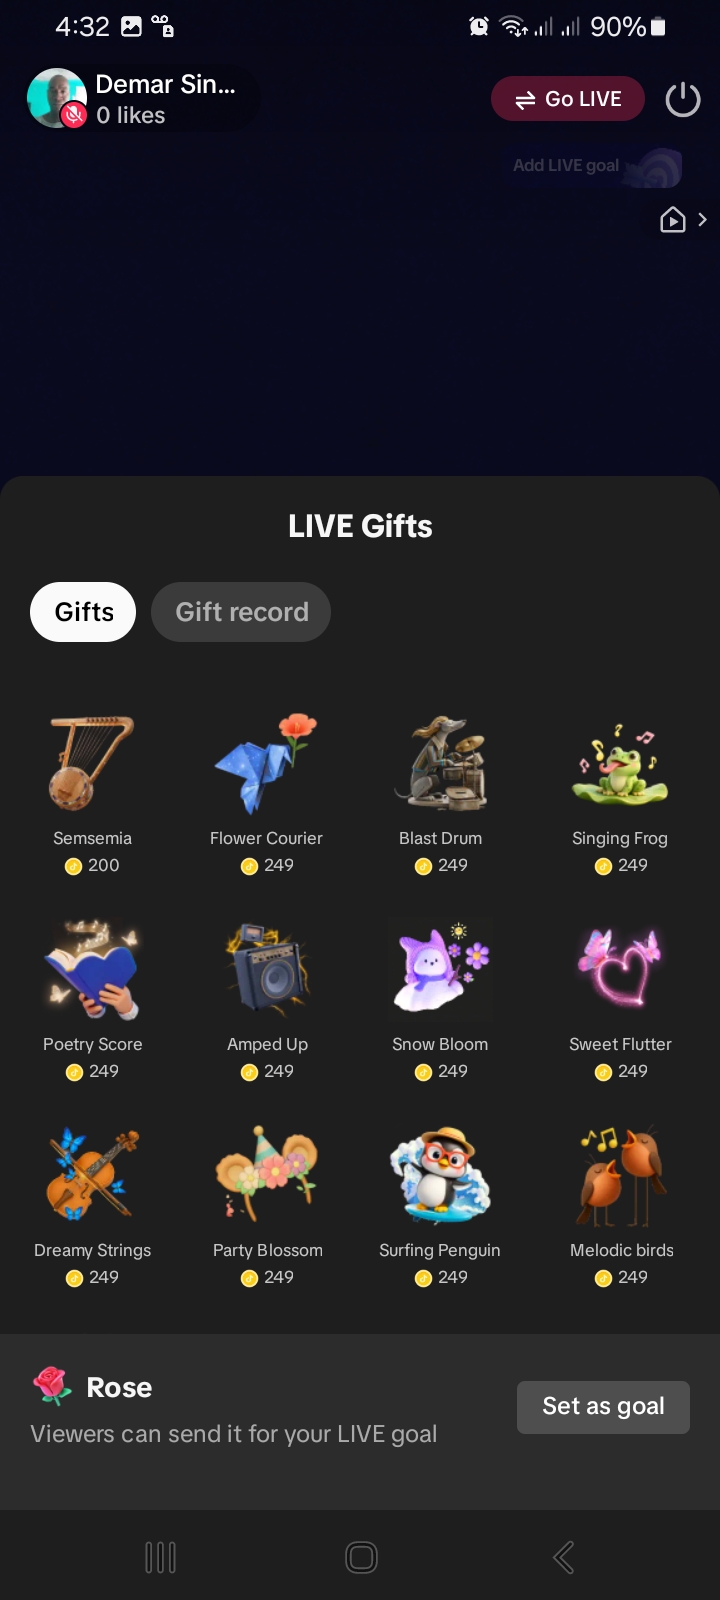 4:32 90%
Demar Sin...
0 likes
Go LIVE
Add LIVE goal
LIVE Gifts
Gifts Gift record
Semsemia Flower Courier Blast Drum Singing Frog
200 249 249 249
Poetry Score Amped Up Snow Bloom Sweet Flutter
249 249 249 249
Dreamy Strings Party Blossom Surfing Penguin Melodic birds
249 249 249 249
Rose
Set as goal
Viewers can send it for your LIVE goal